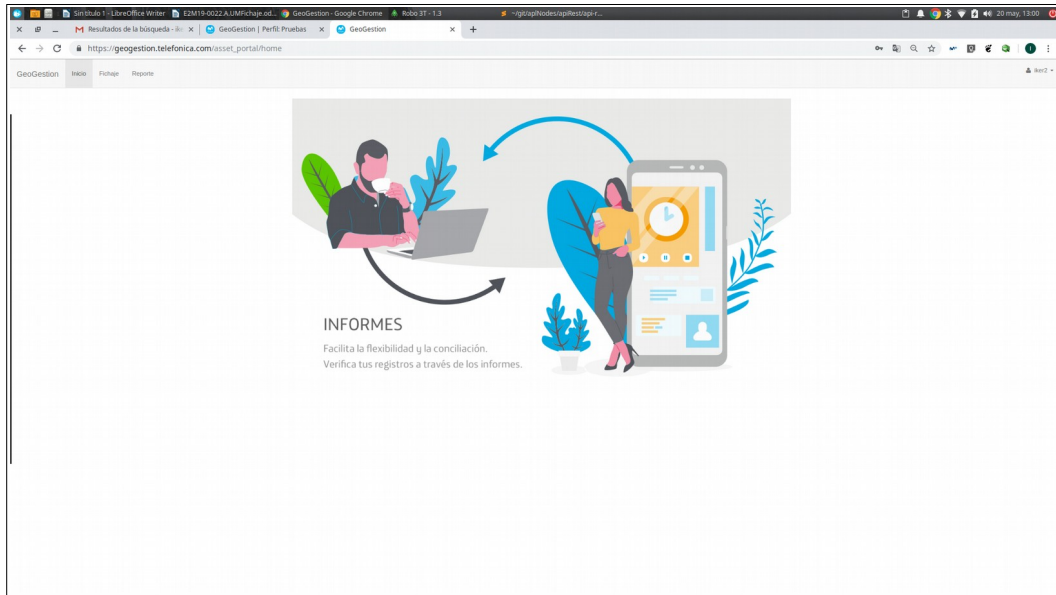 Sin título 1 - LibreOffice Writer E2M19-0022.A.UMFichaje.od... GeoGestion - Google Chrome Robo 3T - 1.3 ~/git/aplNodes/apiRest/api-r... 20 may, 13:00
Resultados de la búsqueda - ike GeoGestion | Perfil: Pruebas GeoGestion
https://geogestion.telefonica.com/asset_portal/home
GeoGestion Inicio Fichaje Reporte iker2
INFORMES
Facilita la flexibilidad y la conciliación.
Verifica tus registros a través de los informes.